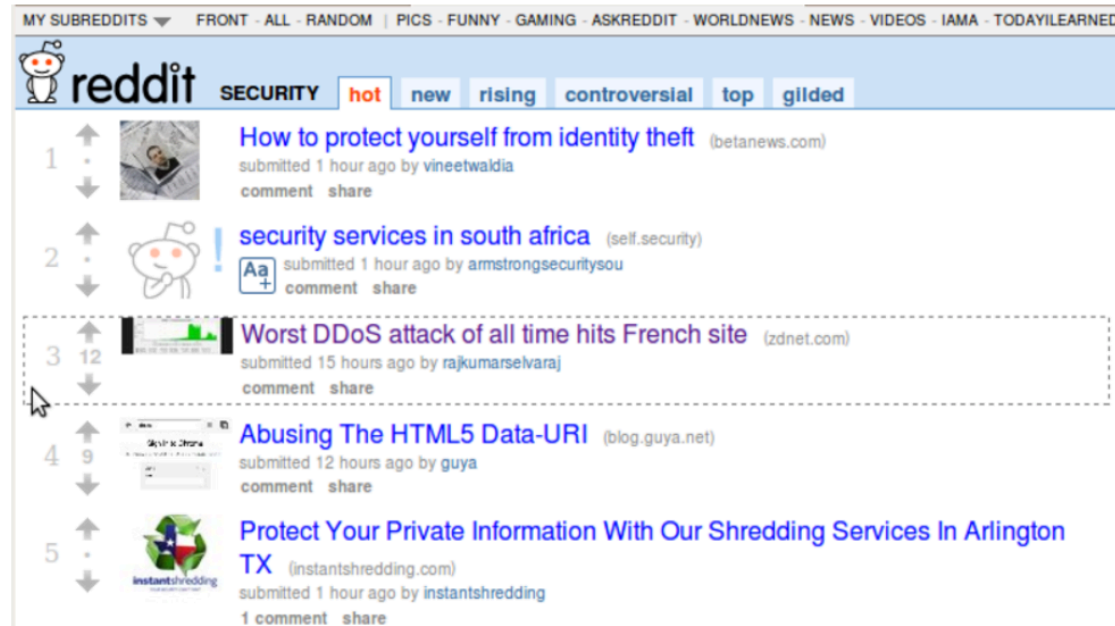 MY SUBREDDITS FRONT - ALL - RANDOM | PICS - FUNNY - GAMING - ASKREDDIT - WORLDNEWS - NEWS - VIDEOS - IAMA - TODAYILEARNED
reddit SECURITY hot new rising controversial top gilded
1 How to protect yourself from identity theft (betanews.com)
submitted 1 hour ago by vineetwaldia
comment share
2 security services in south africa (self.security)
Aa+ submitted 1 hour ago by armstrongsecuritysou
comment share
3 12 Worst DDoS attack of all time hits French site (zdnet.com)
submitted 15 hours ago by rajkumarselvaraj
comment share
4 9 Abusing The HTML5 Data-URI (blog.guya.net)
submitted 12 hours ago by guya
comment share
5 Protect Your Private Information With Our Shredding Services In Arlington
TX (instantshredding.com)
instantshredding
submitted 1 hour ago by instantshredding
1 comment share